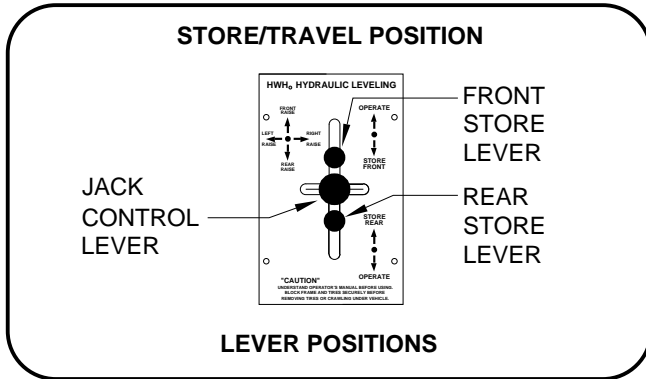 STORE/TRAVEL POSITION
HWH® HYDRAULIC LEVELING
FRONT
RAISE
LEFT
RAISE
RIGHT
RAISE
REAR
RAISE
OPERATE
STORE
FRONT
FRONT
STORE
LEVER
JACK
CONTROL
LEVER
STORE
REAR
OPERATE
REAR
STORE
LEVER
"CAUTION"
UNDERSTAND OPERATOR'S MANUAL BEFORE USING.
BLOCK FRAME AND TIRES SECURELY BEFORE
REMOVING TIRES OR CRAWLING UNDER VEHICLE.
LEVER POSITIONS